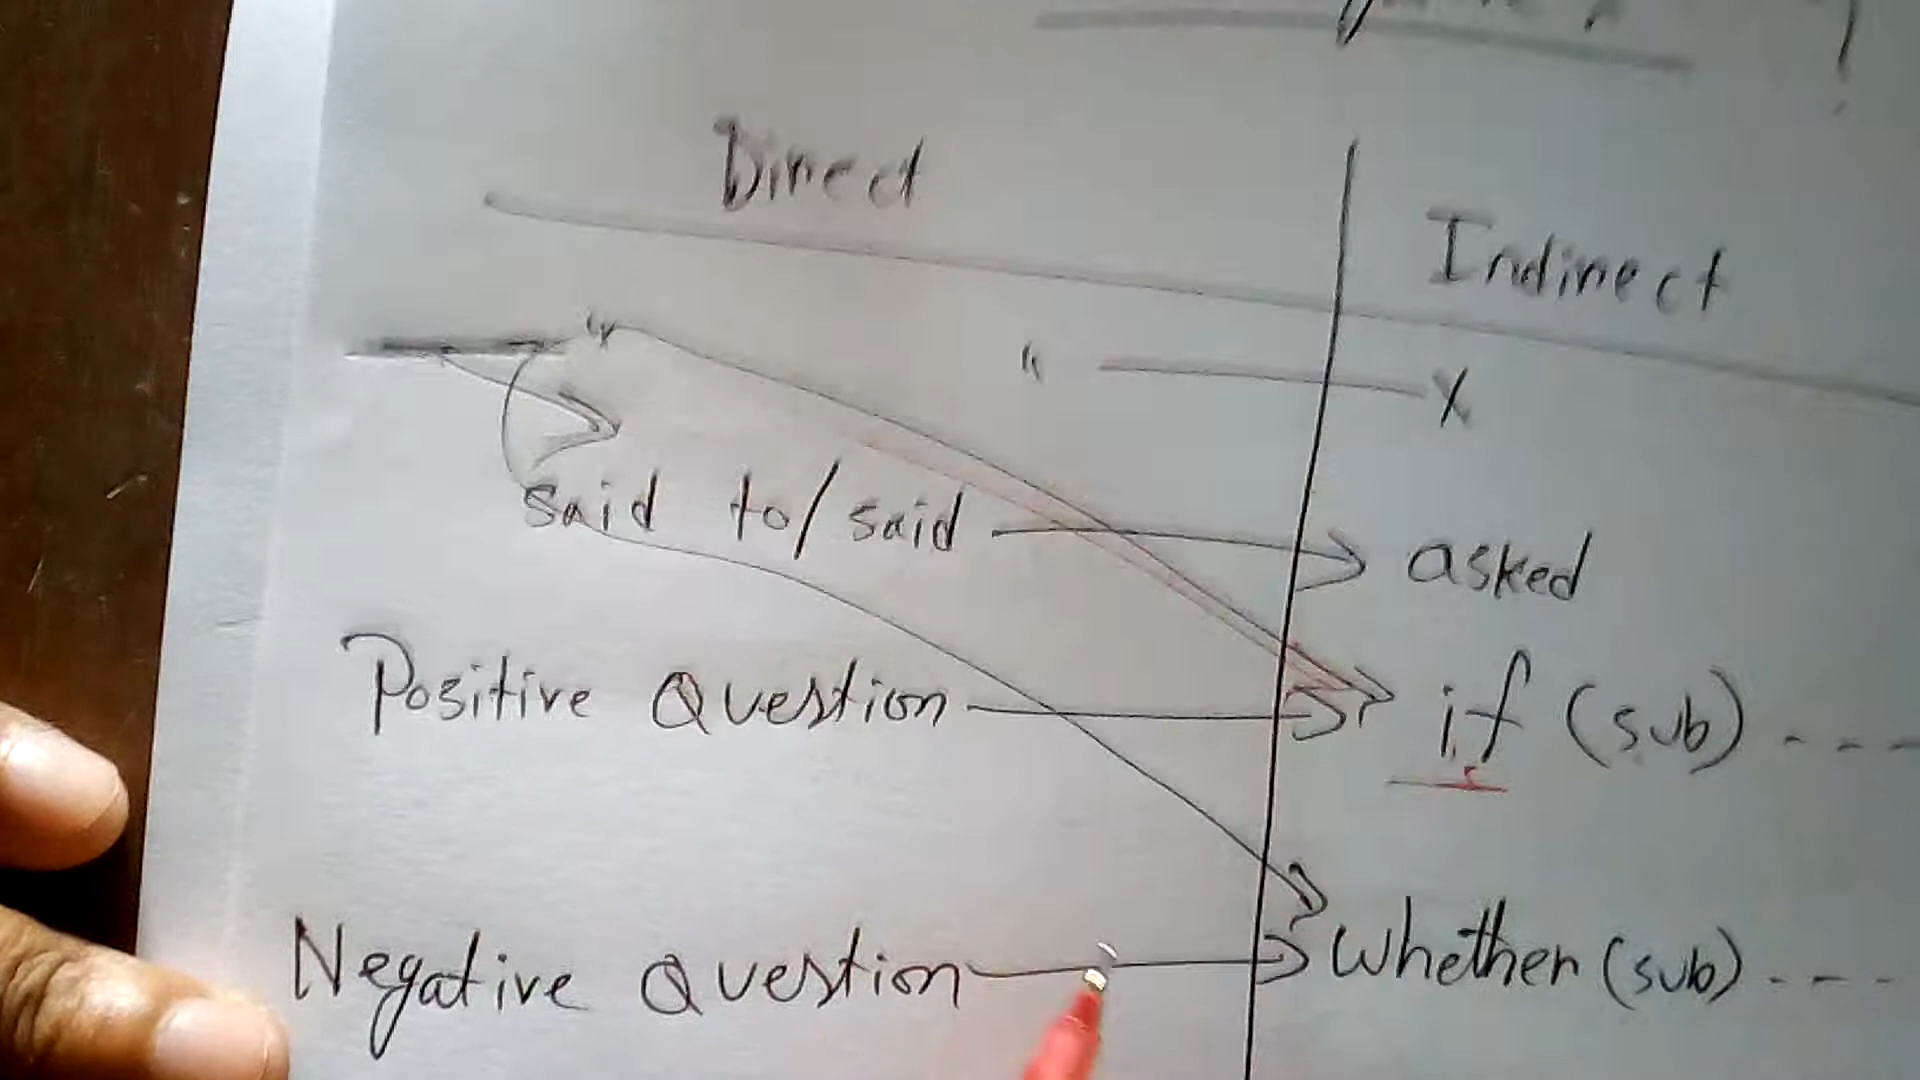 Direct
Indirect
" " X
said to/said asked
Positive Question if (sub) ----
Negative Question whether (sub) ----